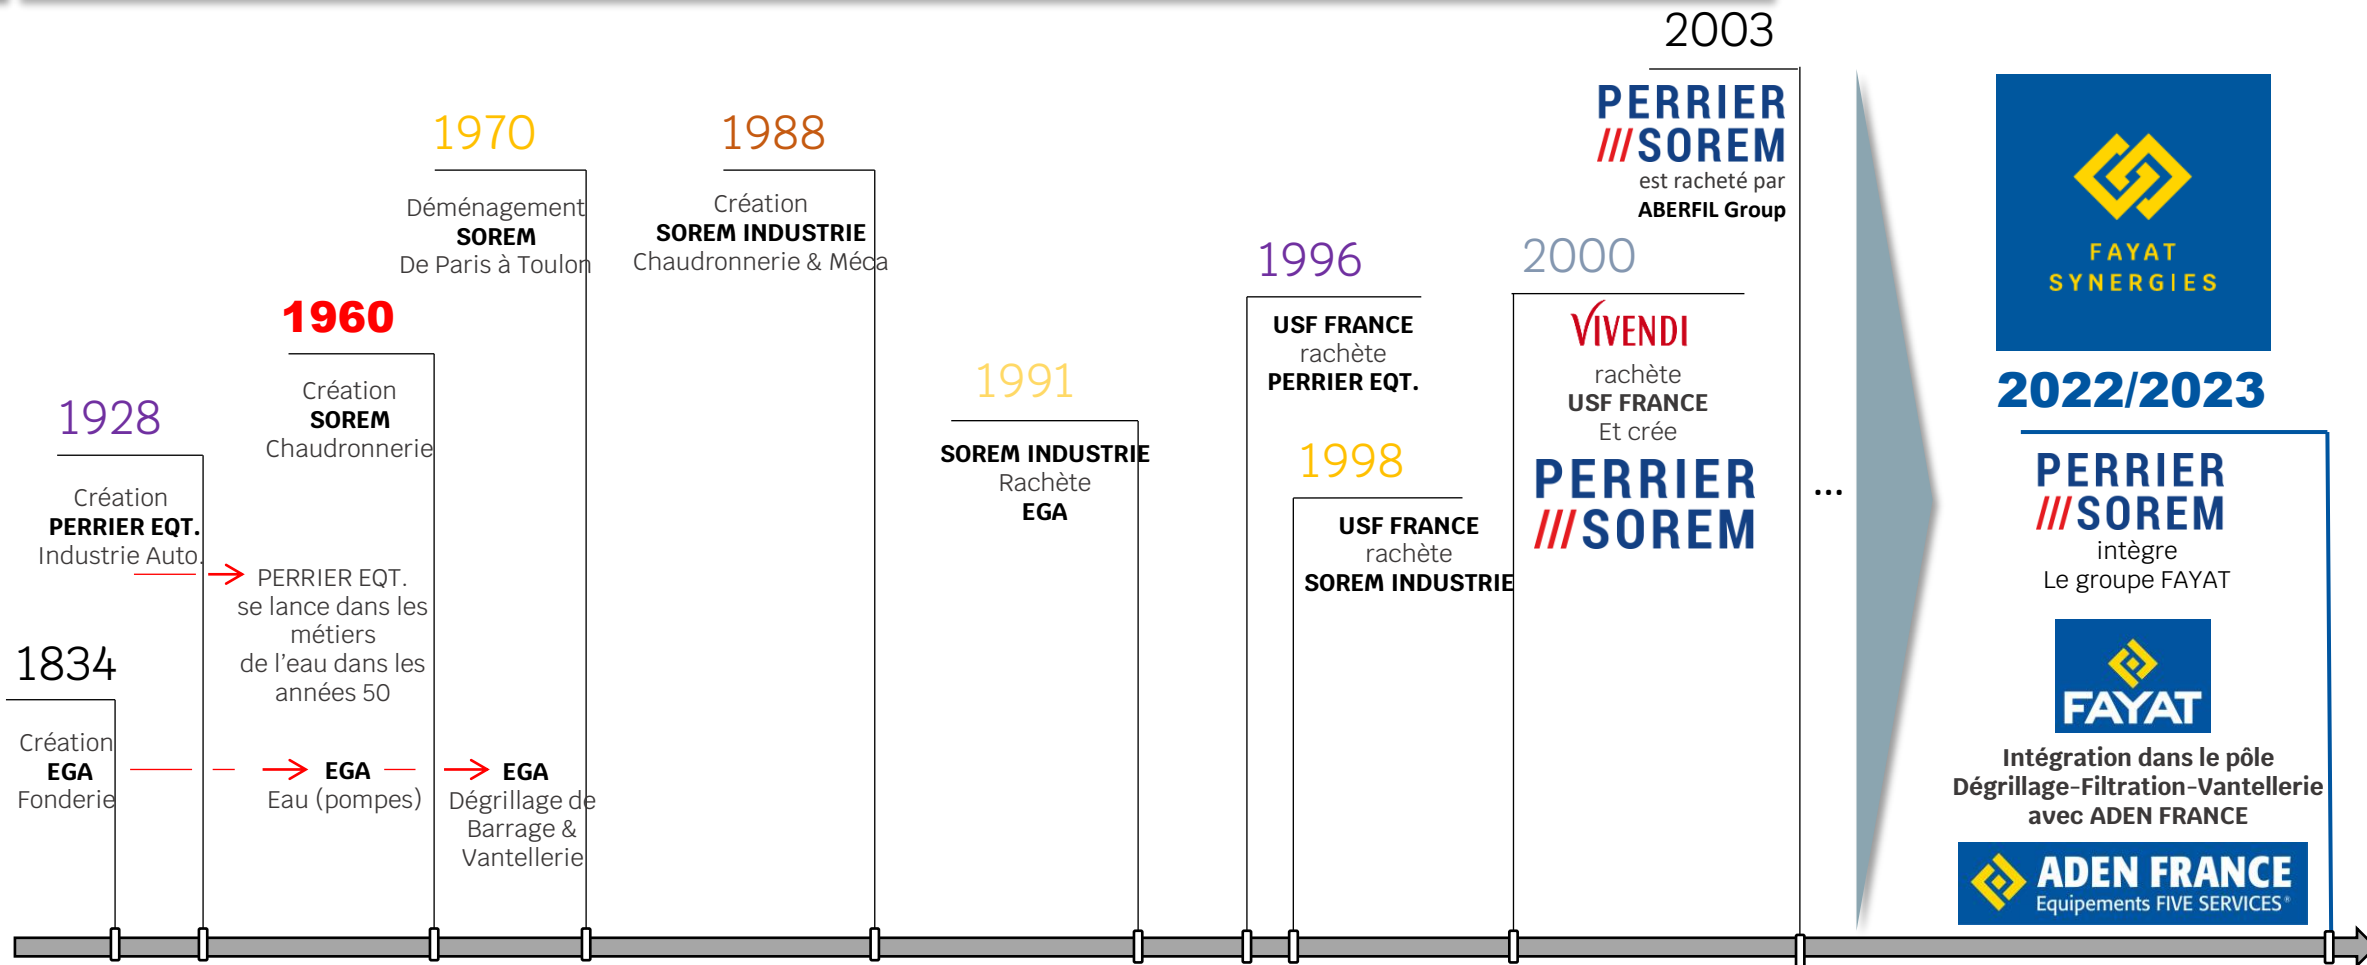 1834
Création
EGA
Fonderie
EGA
Eau (pompes)
EGA
Dégrillage de
Barrage &
Vantellerie
1928
Création
PERRIER EQT.
Industrie Auto.
PERRIER EQT.
se lance dans les
métiers
de l’eau dans les
années 50
1960
Création
SOREM
Chaudronnerie
1970
Déménagement
SOREM
De Paris à Toulon
1988
Création
SOREM INDUSTRIE
Chaudronnerie & Méca
1991
SOREM INDUSTRIE
Rachète
EGA
1996
USF FRANCE
rachète
PERRIER EQT.
1998
USF FRANCE
rachète
SOREM INDUSTRIE
2000
VIVENDI
rachète
USF FRANCE
Et crée
PERRIER
///SOREM
2003
PERRIER
///SOREM
est racheté par
ABERFIL Group
...
FAYAT
SYNERGIES
2022/2023
PERRIER
///SOREM
intègre
Le groupe FAYAT
FAYAT
Intégration dans le pôle
Dégrillage-Filtration-Vantellerie
avec ADEN FRANCE
ADEN FRANCE
Equipements FIVE SERVICES®